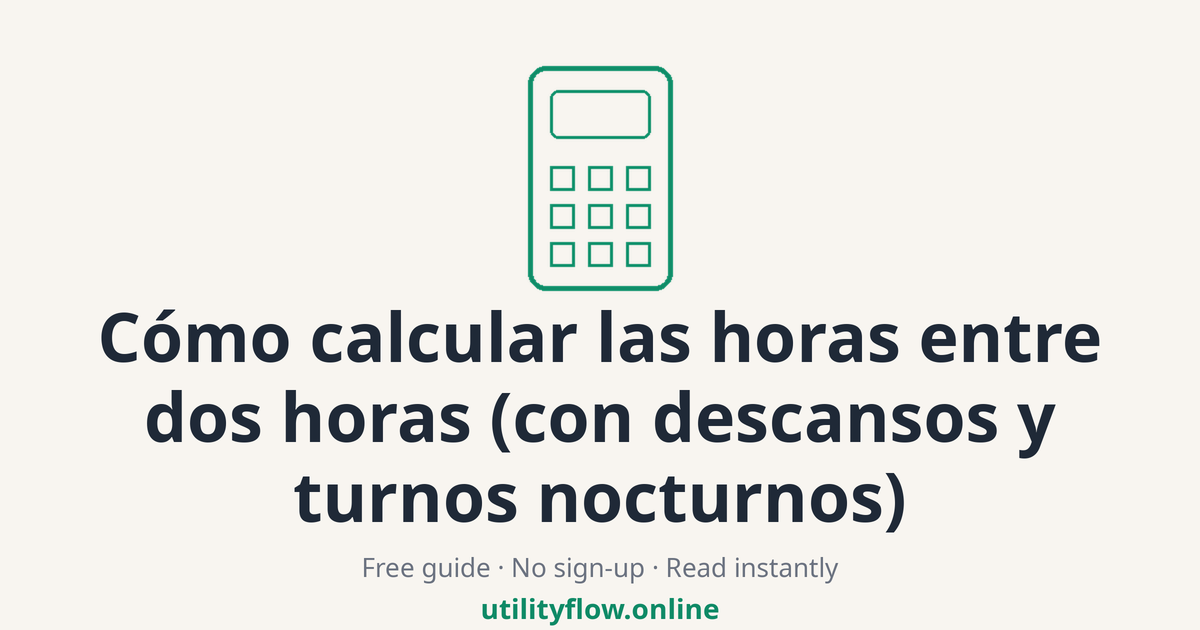 Cómo calcular las horas entre
dos horas (con descansos y
turnos nocturnos)
Free guide · No sign-up · Read instantly
utilityflow.online